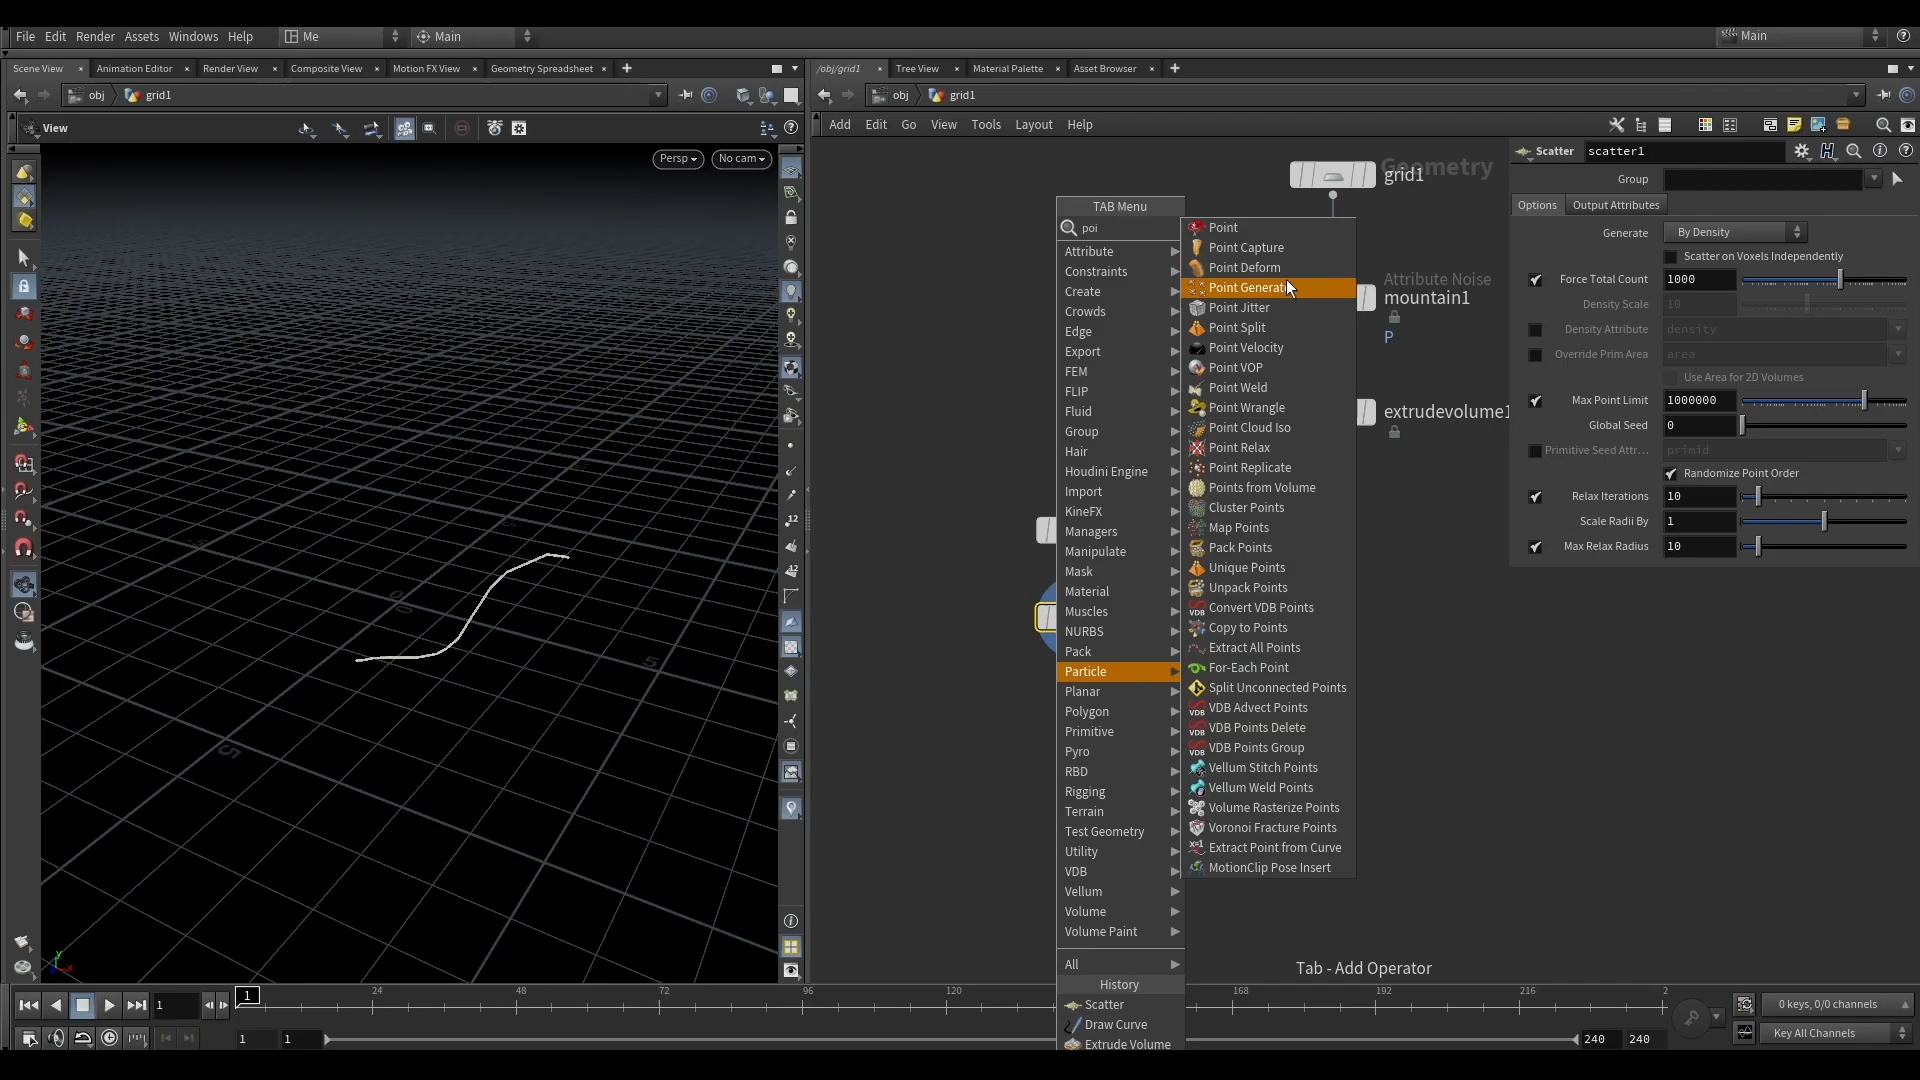 File Edit Render Assets Windows Help Me Main Main
Scene View Animation Editor Render View Composite View Motion FX View Geometry Spreadsheet
/obj/grid1 Tree View Material Palette Asset Browser
obj grid1
obj grid1
View
Add Edit Go View Tools Layout Help
Persp No cam
Geometry
grid1
Attribute Noise
mountain1
P
extrudevolume1
TAB Menu
poi
Attribute
Constraints
Create
Crowds
Edge
Export
FEM
FLIP
Fluid
Group
Hair
Houdini Engine
Import
KineFX
Managers
Manipulate
Mask
Material
Muscles
NURBS
Pack
Particle
Planar
Polygon
Primitive
Pyro
RBD
Rigging
Terrain
Test Geometry
Utility
VDB
Vellum
Volume
Volume Paint
All
History
Scatter
Draw Curve
Extrude Volume
Point
Point Capture
Point Deform
Point Generate
Point Jitter
Point Split
Point Velocity
Point VOP
Point Weld
Point Wrangle
Point Cloud Iso
Point Relax
Point Replicate
Points from Volume
Cluster Points
Map Points
Pack Points
Unique Points
Unpack Points
Convert VDB Points
Copy to Points
Extract All Points
For-Each Point
Split Unconnected Points
VDB Advect Points
VDB Points Delete
VDB Points Group
Vellum Stitch Points
Vellum Weld Points
Volume Rasterize Points
Voronoi Fracture Points
Extract Point from Curve
MotionClip Pose Insert
Tab - Add Operator
Scatter scatter1
Group
Options Output Attributes
Generate By Density
Scatter on Voxels Independently
Force Total Count 1000
Density Scale 10
Density Attribute density
Override Prim Area area
Use Area for 2D Volumes
Max Point Limit 1000000
Global Seed 0
Primitive Seed Attr... primid
Randomize Point Order
Relax Iterations 10
Scale Radii By 1
Max Relax Radius 10
5
5
1 1 24 48 72 96 120 168 192 216 2
0 keys, 0/0 channels
1 1 240 240 Key All Channels